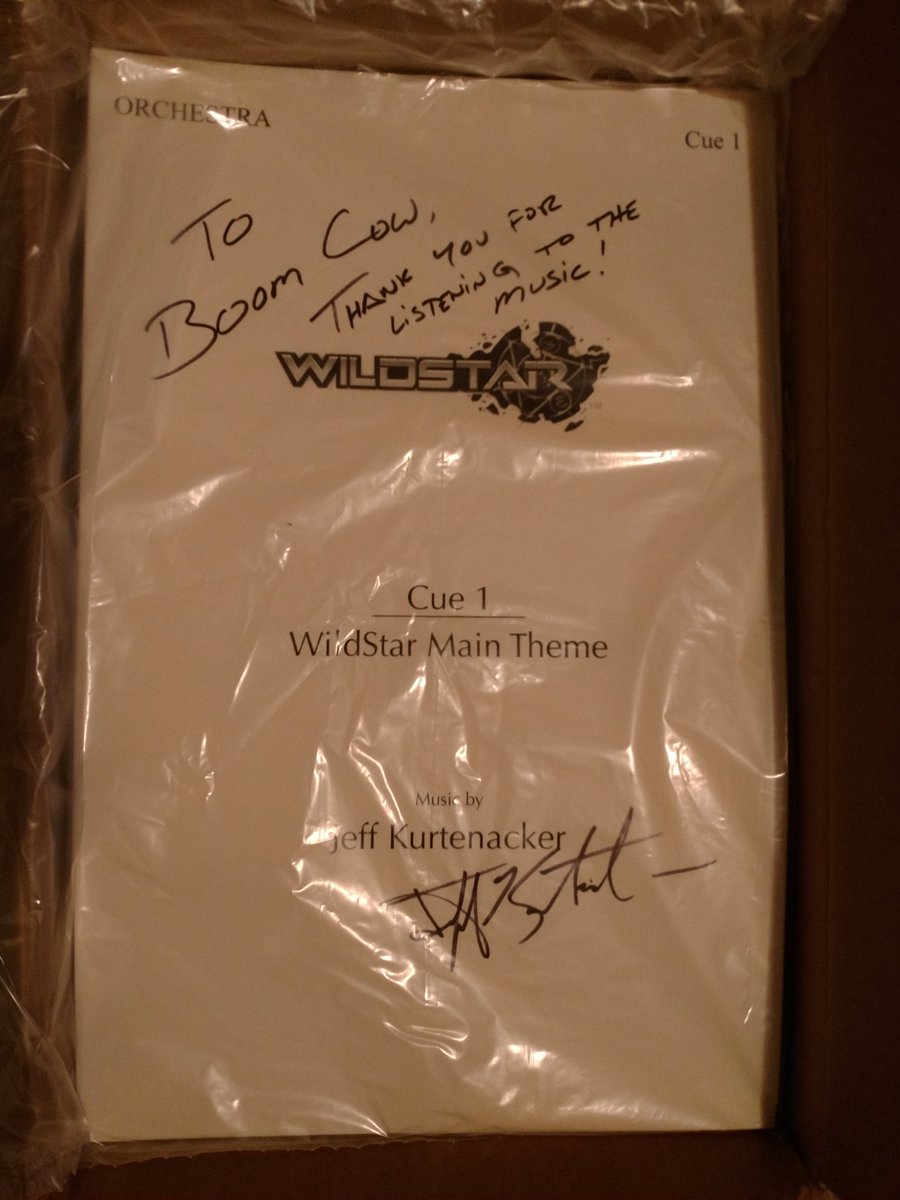 ORCHESTRA
Cue 1
TO
BOOM COW,
THANK YOU FOR
LISTENING TO THE
MUSIC!
WILDSTAR™
Cue 1
WildStar Main Theme
Music by
Jeff Kurtenacker